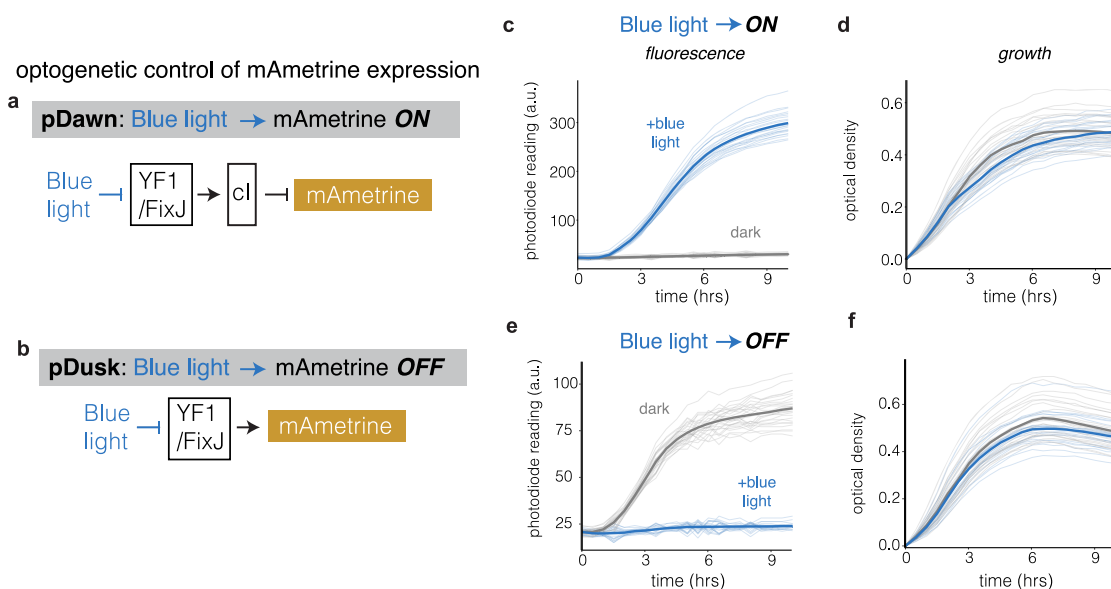 optogenetic control of mAmetrine expression
a
pDawn: Blue light → mAmetrine ON
Blue
light
YF1
/FixJ
cI
mAmetrine
b
pDusk: Blue light → mAmetrine OFF
Blue
light
YF1
/FixJ
mAmetrine
c
Blue light → ON
fluorescence
photodiode reading (a.u.)
300
200
100
+blue
light
dark
0
3
6
9
time (hrs)
d
growth
optical density
0.6
0.4
0.2
0.0
0
3
6
9
time (hrs)
e
Blue light → OFF
photodiode reading (a.u.)
100
75
50
25
dark
+blue
light
0
3
6
9
time (hrs)
f
optical density
0.6
0.4
0.2
0.0
0
3
6
9
time (hrs)